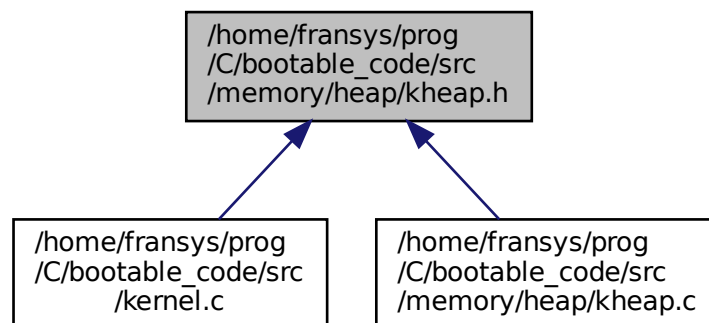 /home/fransys/prog
/C/bootable_code/src
/memory/heap/kheap.h
/home/fransys/prog
/C/bootable_code/src
/kernel.c
/home/fransys/prog
/C/bootable_code/src
/memory/heap/kheap.c